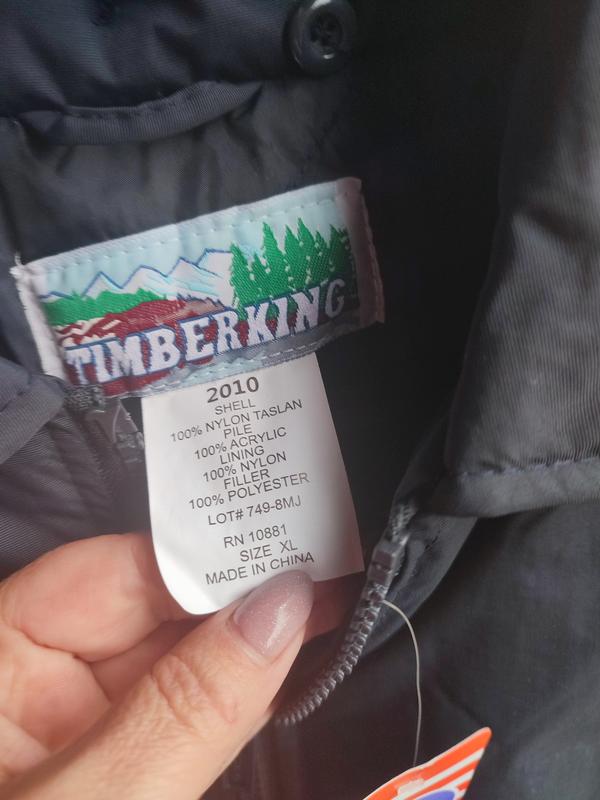 TIMBERKING
2010
SHELL
100% NYLON TASLAN
PILE
100% ACRYLIC
LINING
100% NYLON
FILLER
100% POLYESTER
LOT# 749-8MJ
RN 10881
SIZE XL
MADE IN CHINA